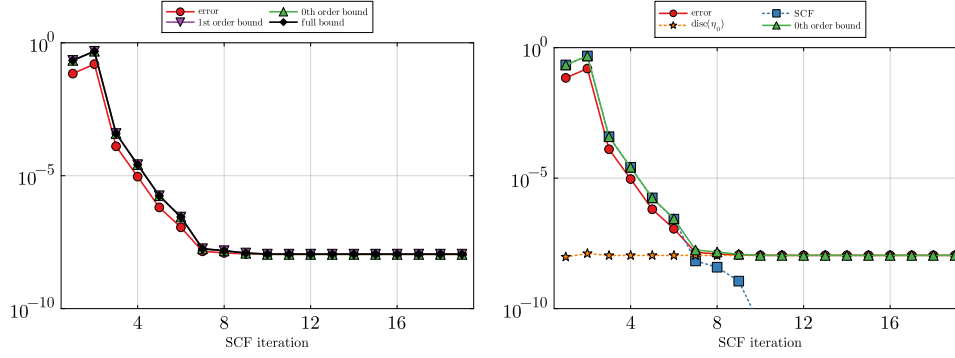 error
0th order bound
1st order bound
full bound
10^0
10^{-5}
10^{-10}
4
8
12
16
SCF iteration
error
SCF
disc(η_0)
0th order bound
10^0
10^{-5}
10^{-10}
4
8
12
16
SCF iteration